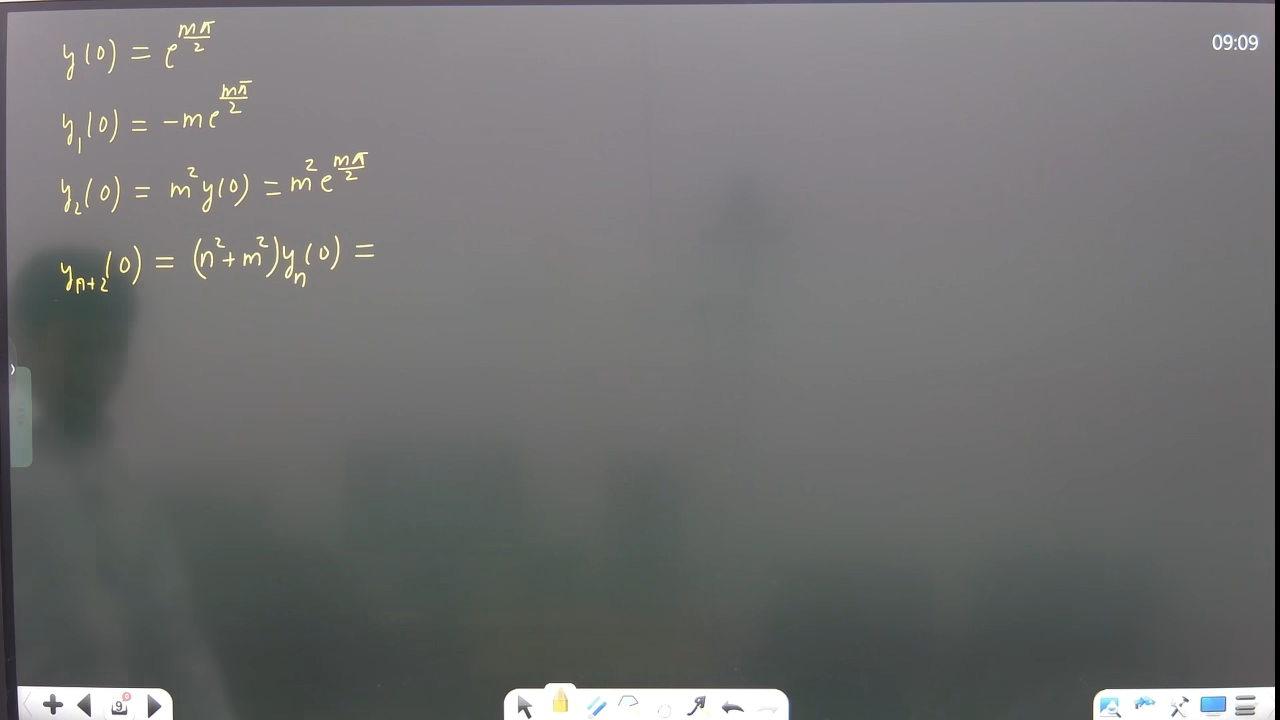 y(0) = e^{mπ/2}
09:09
y_1(0) = -me^{mπ/2}
y_2(0) = m^2 y(0) = m^2 e^{mπ/2}
y_{n+2}(0) = (n^2 + m^2) y_n(0) =
9